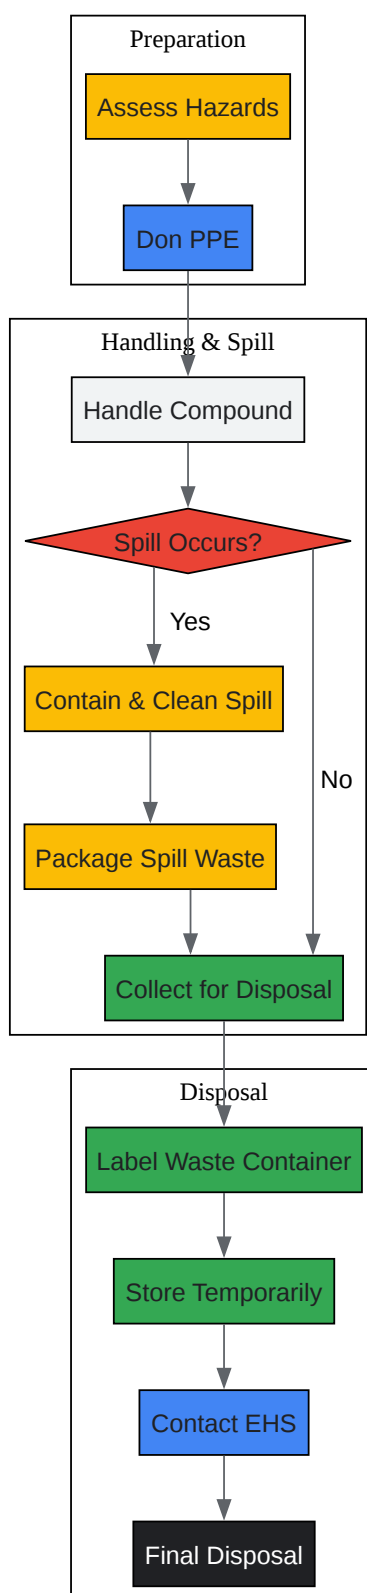 Preparation
Assess Hazards
Don PPE
Handling & Spill
Handle Compound
Spill Occurs?
Yes
Contain & Clean Spill
No
Package Spill Waste
Collect for Disposal
Disposal
Label Waste Container
Store Temporarily
Contact EHS
Final Disposal